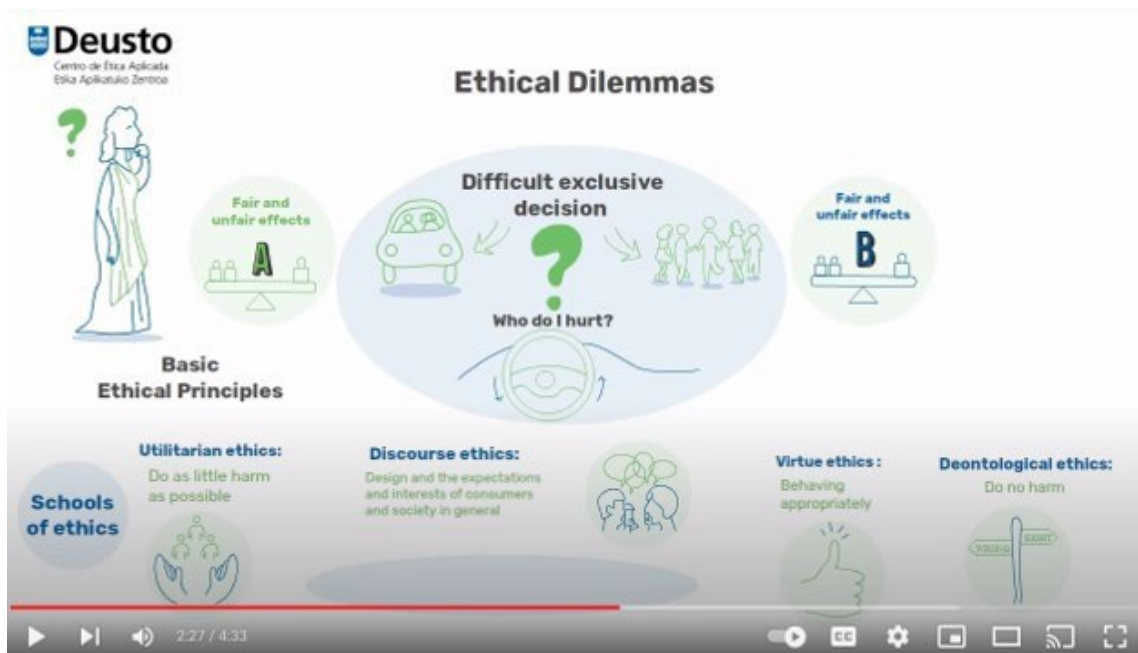 Deusto
Centro de Ética Aplicada
Etika Aplikatuko Zentroa
Ethical Dilemmas
?
Fair and
unfair effects
A
Difficult exclusive
decision
?
Who do I hurt?
Fair and
unfair effects
B
Basic
Ethical Principles
Schools
of ethics
Utilitarian ethics:
Do as little harm
as possible
Discourse ethics:
Design and the expectations
and interests of consumers
and society in general
Virtue ethics :
Behaving
appropriately
Deontological ethics:
Do no harm
WRONG
RIGHT
2:27 / 4:33
CC